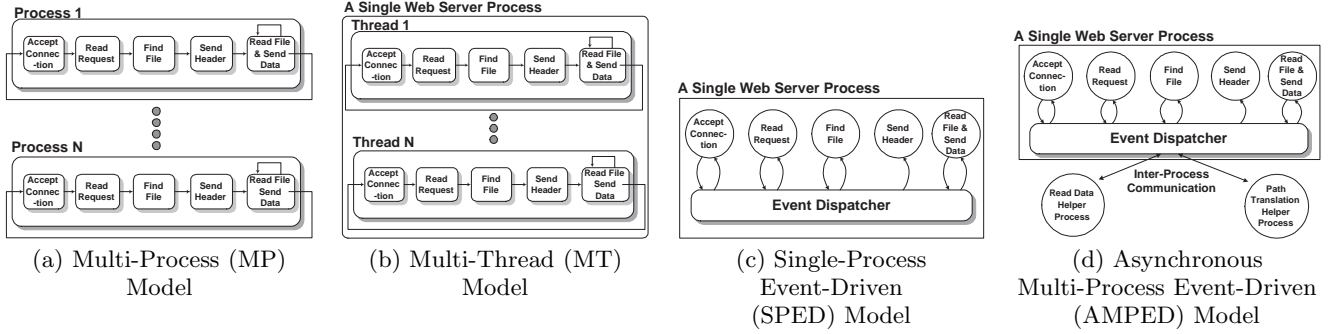 Process 1
Accept
Connec-
-tion
Read
Request
Find
File
Send
Header
Read File
& Send
Data
Process N
Accept
Connec-
-tion
Read
Request
Find
File
Send
Header
Read File
Send
Data
(a) Multi-Process (MP)
Model
A Single Web Server Process
Thread 1
Accept
Connec-
-tion
Read
Request
Find
File
Send
Header
Read File
& Send
Data
Thread N
Accept
Connec-
-tion
Read
Request
Find
File
Send
Header
Read File
Send
Data
(b) Multi-Thread (MT)
Model
A Single Web Server Process
Accept
Connec-
tion
Read
Request
Find
File
Send
Header
Read
File &
Send
Data
Event Dispatcher
(c) Single-Process
Event-Driven
(SPED) Model
A Single Web Server Process
Accept
Connec-
tion
Read
Request
Find
File
Send
Header
Read
File &
Send
Data
Event Dispatcher
Inter-Process
Communication
Read Data
Helper
Process
Path
Translation
Helper
Process
(d) Asynchronous
Multi-Process Event-Driven
(AMPED) Model